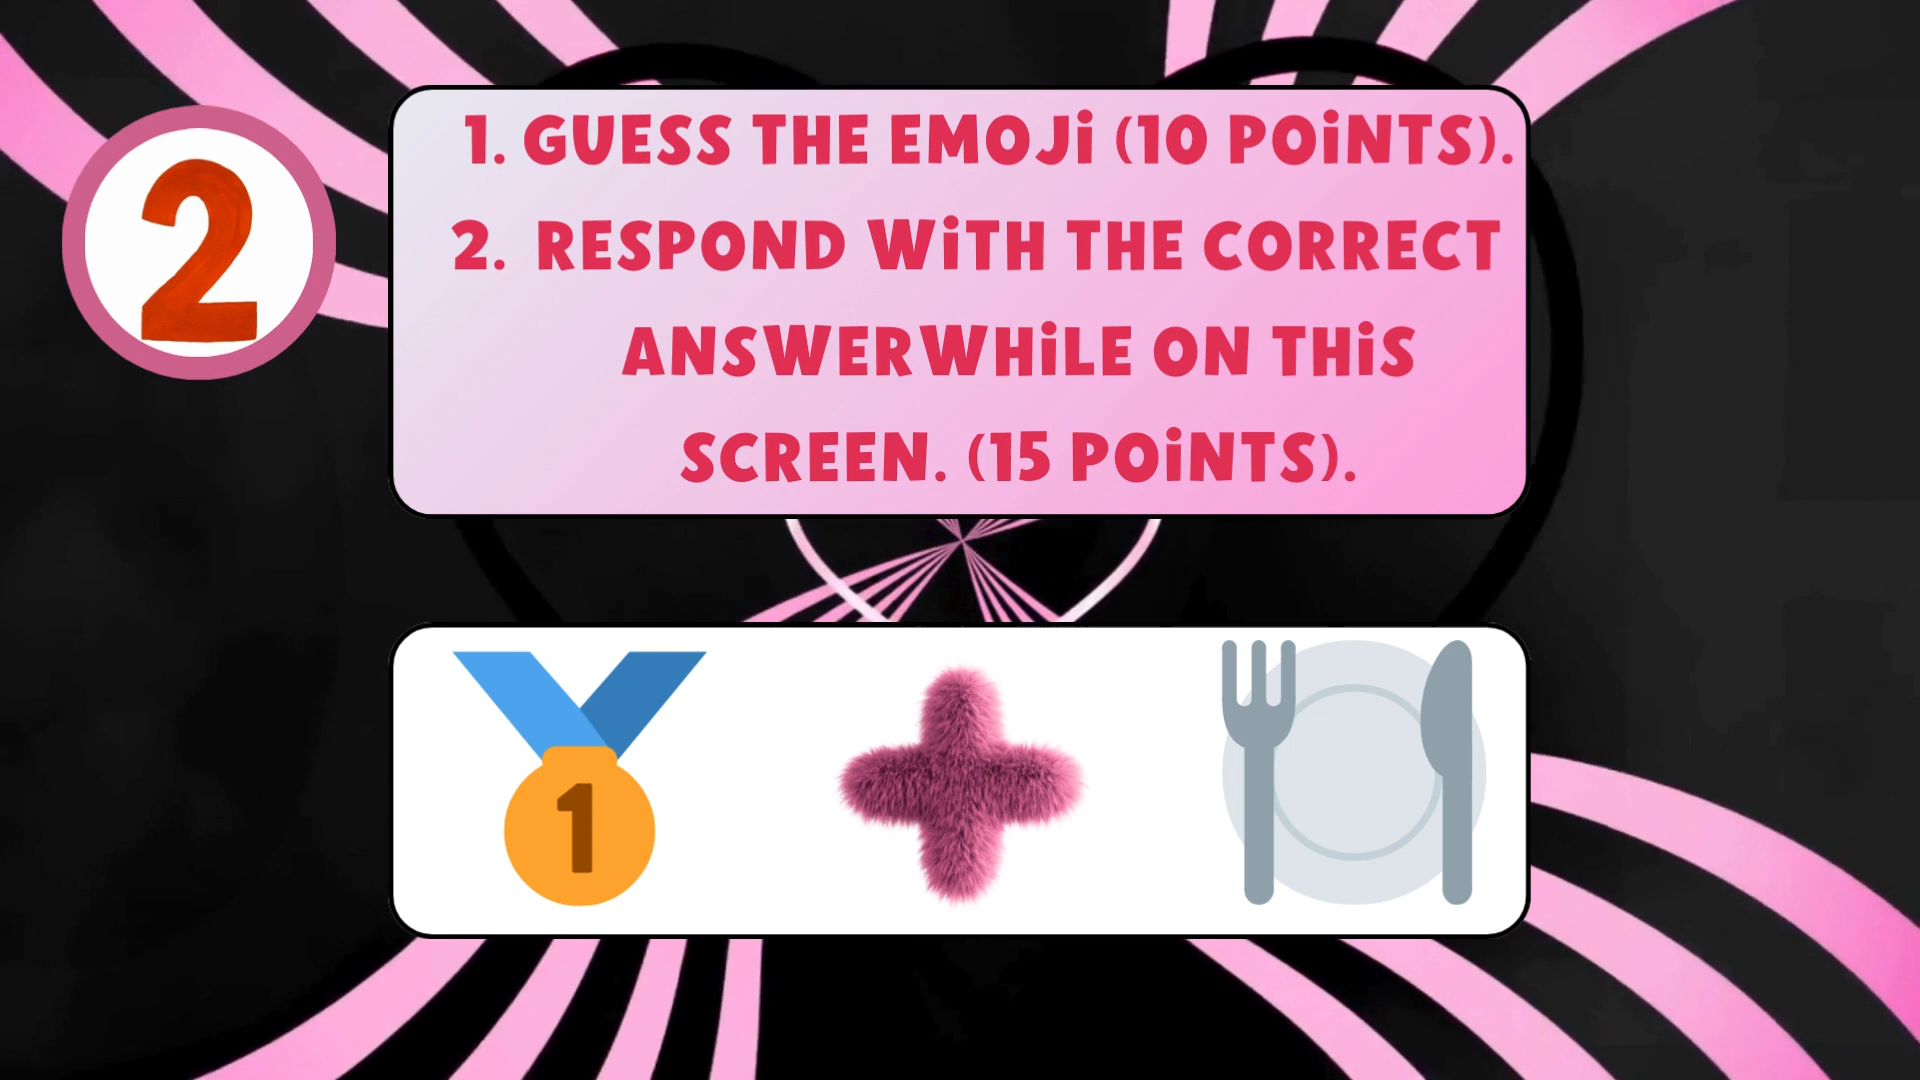 2
1. GUESS THE EMOJi (10 POiNTS).
2. RESPOND WiTH THE CORRECT
ANSWERWHiLE ON THiS
SCREEN. (15 POiNTS).
1